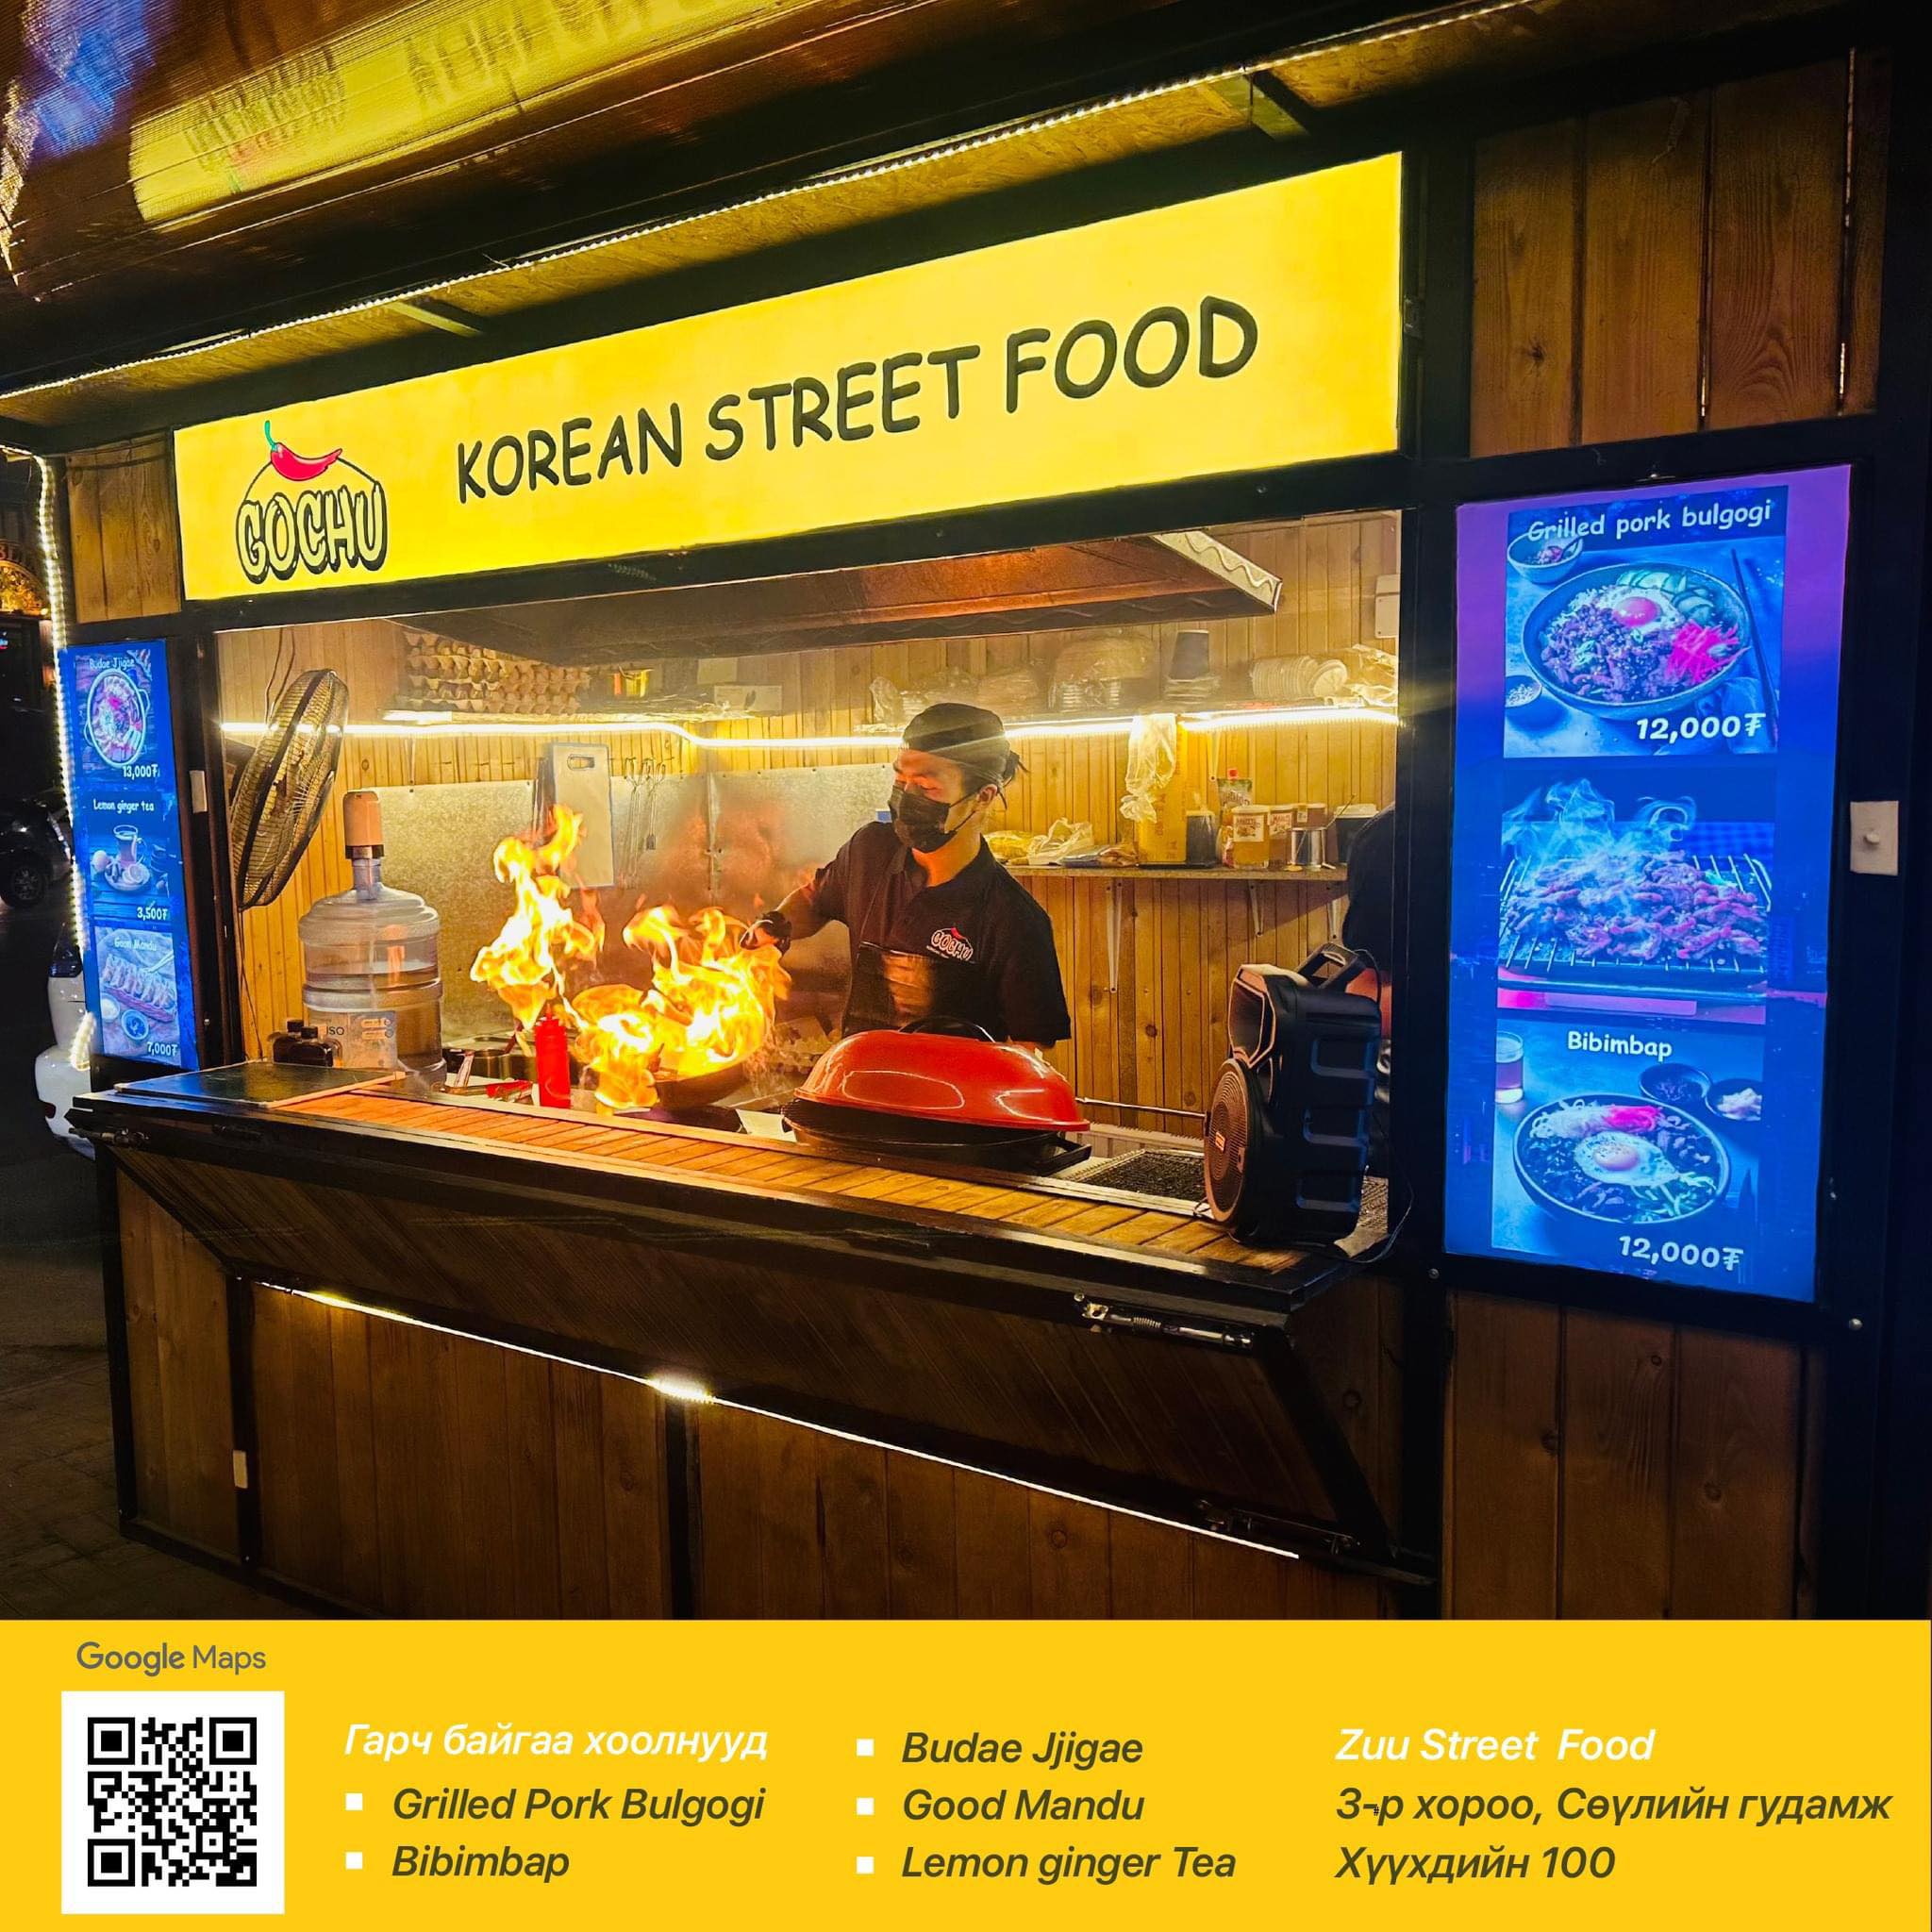 KOREAN STREET FOOD
GOCHU
Grilled pork bulgogi
12,000₮
Bibimbap
12,000₮
Budae Jjigae
13,000₮
Lemon ginger tea
3,500₮
Mandu
7,000₮
GOCHU
Google Maps
Гарч байгаа хоолнууд
Grilled Pork Bulgogi
Bibimbap
Budae Jjigae
Good Mandu
Lemon ginger Tea
Zuu Street Food
3-р хороо, Сөүлийн гудамж
Хүүхдийн 100